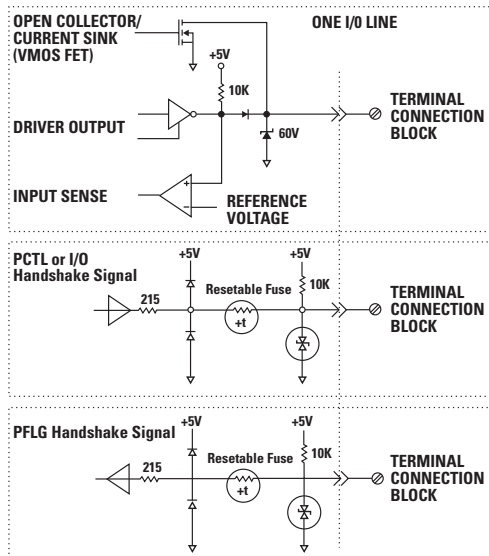 OPEN COLLECTOR/
CURRENT SINK
(VMOS FET)
ONE I/0 LINE
+5V
10K
TERMINAL
CONNECTION
BLOCK
DRIVER OUTPUT
60V
INPUT SENSE
+
–
REFERENCE
VOLTAGE
PCTL or I/O
Handshake Signal
+5V
+5V
215
Resetable Fuse
10K
+t
TERMINAL
CONNECTION
BLOCK
PFLG Handshake Signal
+5V
+5V
215
Resetable Fuse
10K
+t
TERMINAL
CONNECTION
BLOCK